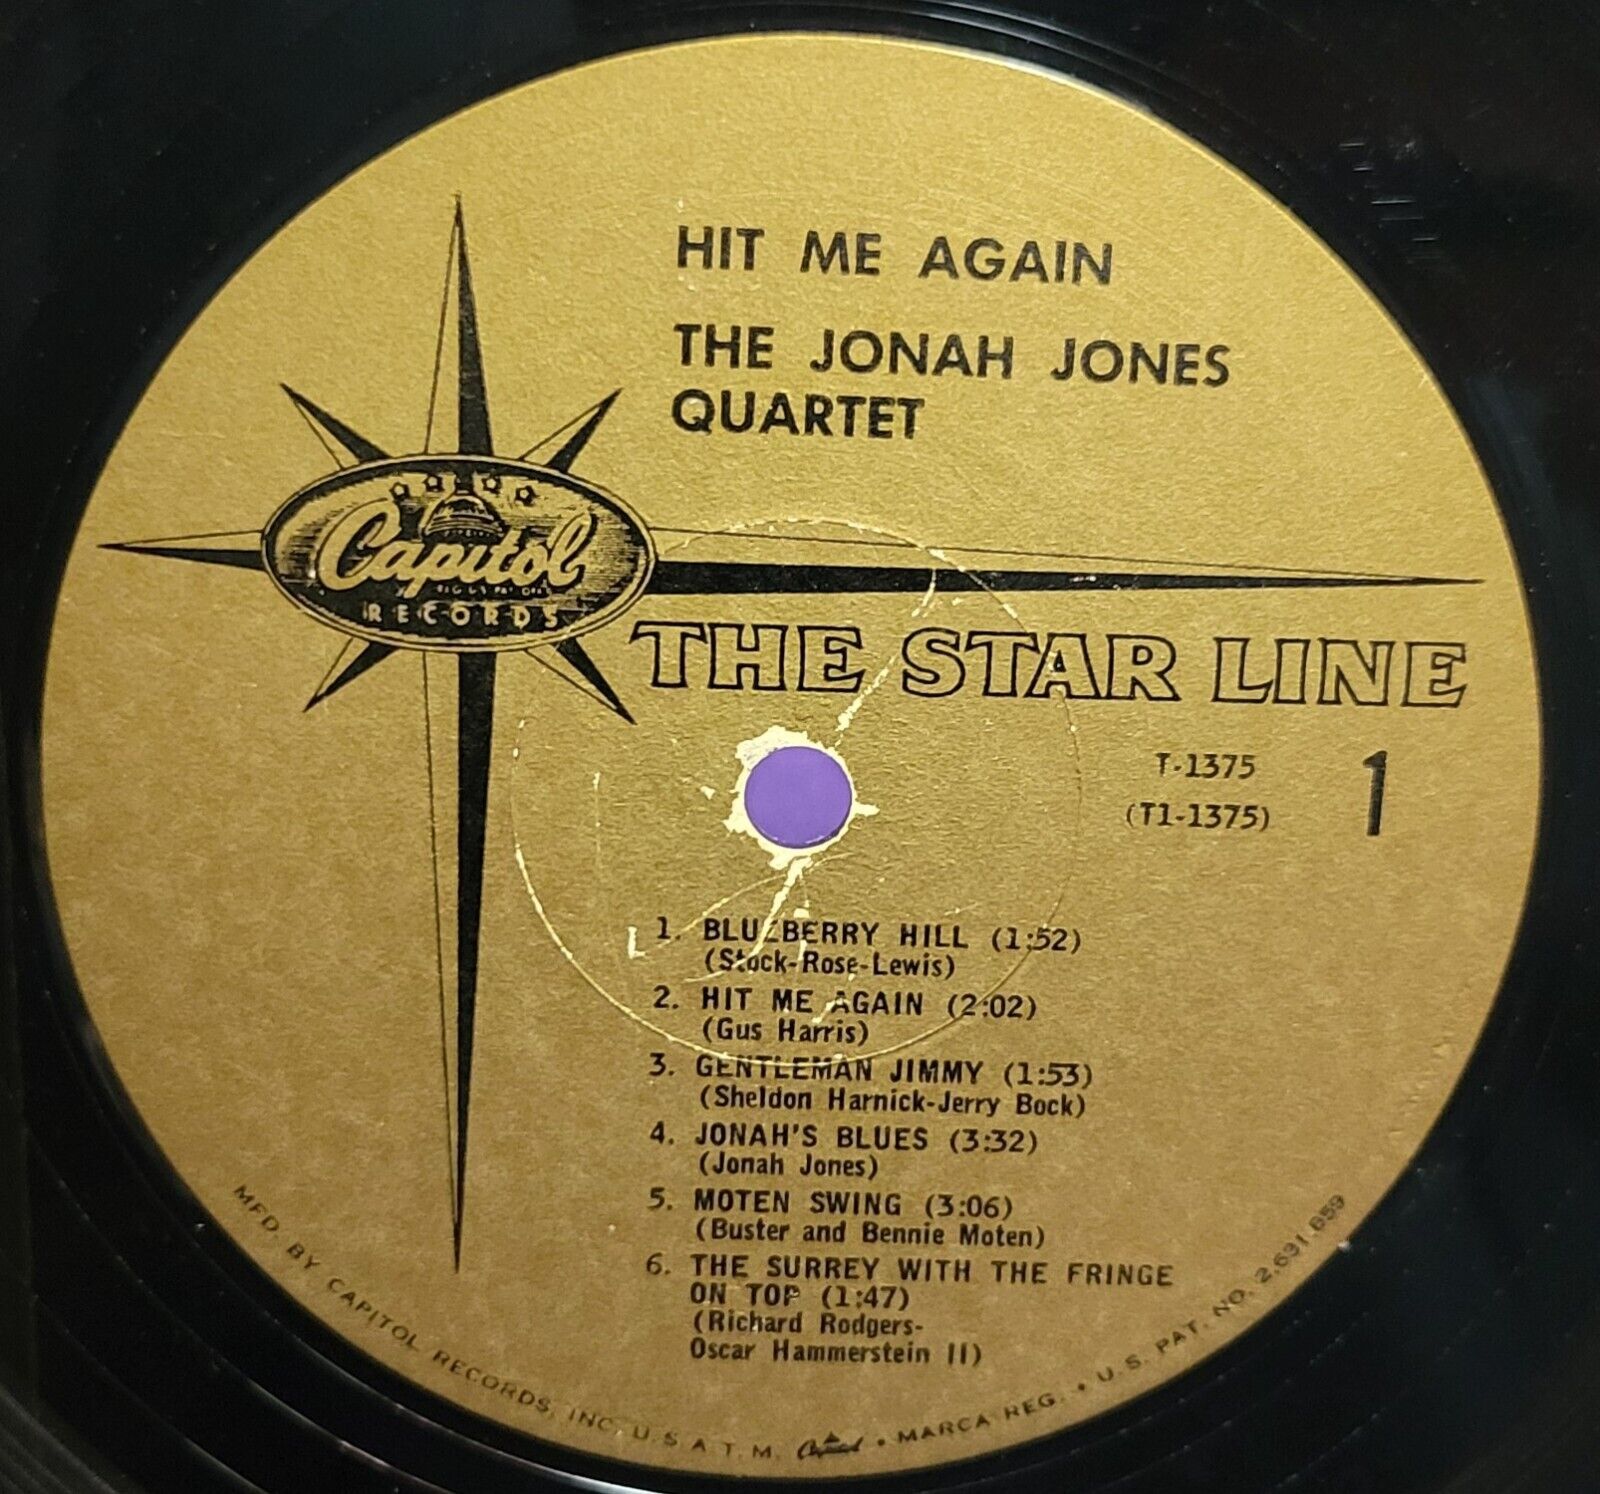 HIT ME AGAIN
THE JONAH JONES
QUARTET
Capitol
RECORDS
THE STAR LINE
T-1375
(T1-1375)
1
1. BLUEBERRY HILL (1:52)
(Stock-Rose-Lewis)
2. HIT ME AGAIN (2:02)
(Gus Harris)
3. GENTLEMAN JIMMY (1:53)
(Sheldon Harnick-Jerry Bock)
4. JONAH'S BLUES (3:32)
(Jonah Jones)
5. MOTEN SWING (3:06)
(Buster and Bennie Moten)
6. THE SURREY WITH THE FRINGE
ON TOP (1:47)
(Richard Rodgers-
Oscar Hammerstein II)
MFD. BY CAPITOL RECORDS, INC. U.S.A. T.M. Capitol • MARCA REG. • U.S. PAT. NO. 2,631,859